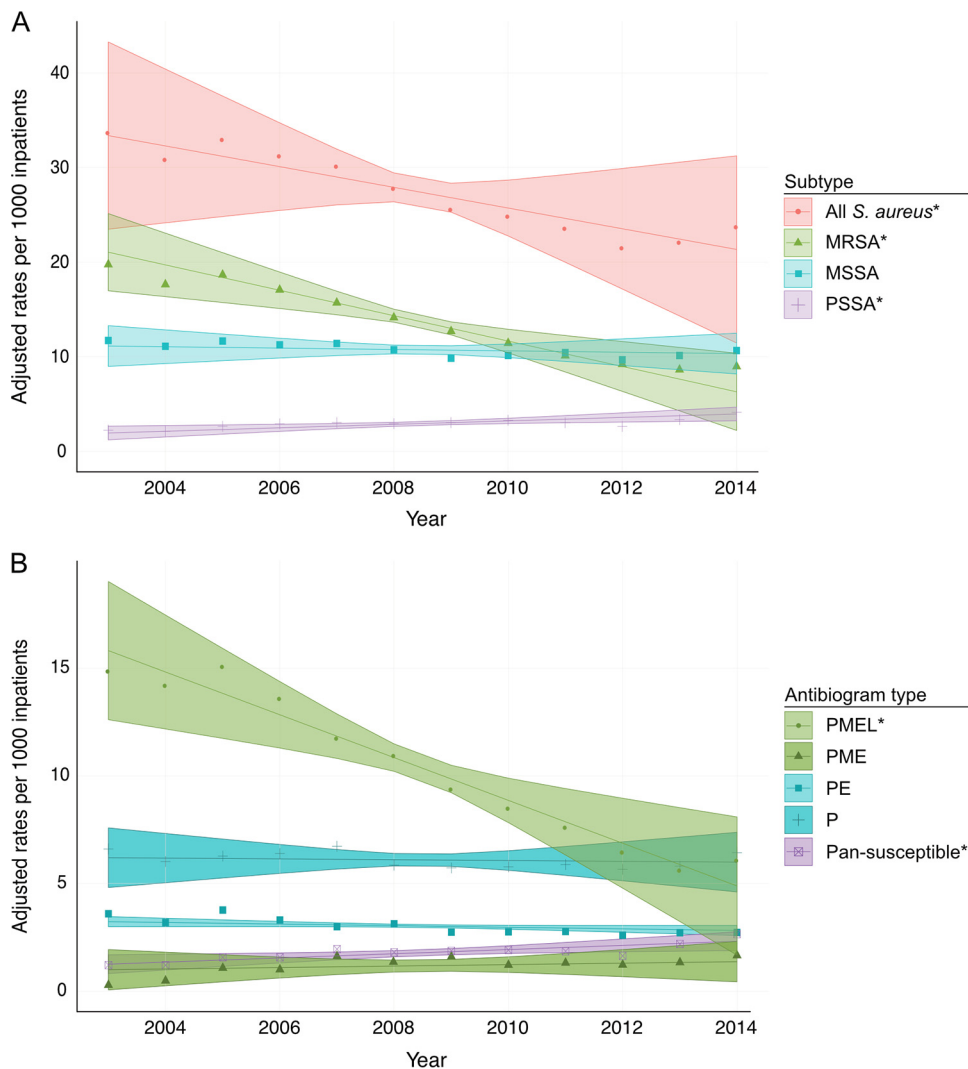 A
Adjusted rates per 1000 inpatients
40
30
20
10
0
2004 2006 2008 2010 2012 2014
Year
Subtype
All S. aureus*
MRSA*
MSSA
PSSA*
B
Adjusted rates per 1000 inpatients
15
10
5
0
2004 2006 2008 2010 2012 2014
Year
Antibiogram type
PMEL*
PME
PE
P
Pan-susceptible*